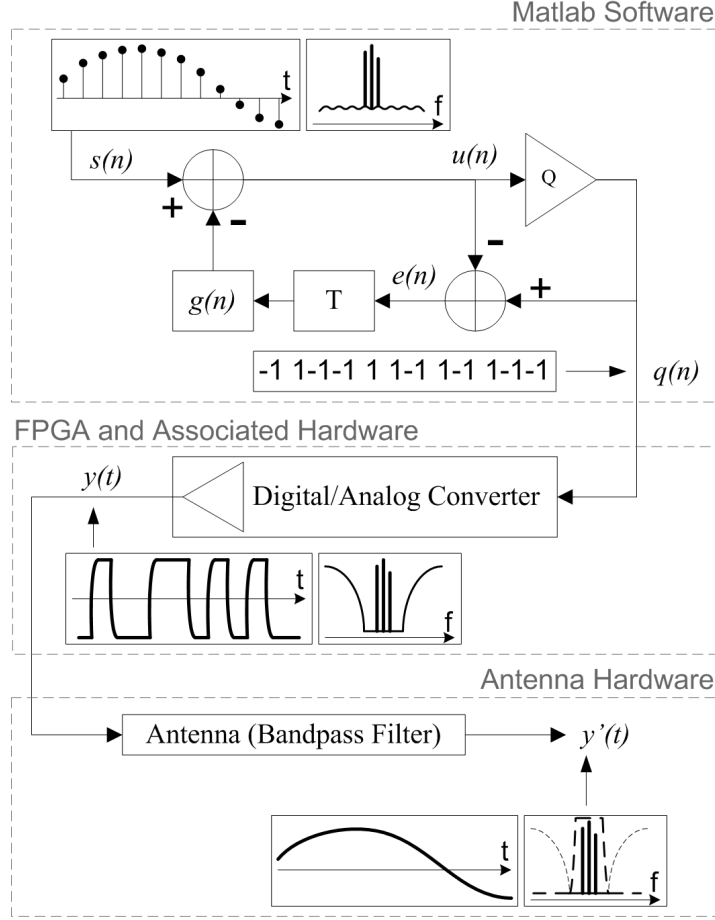 Matlab Software
t
f
s(n)
u(n)
Q
+
-
-
e(n)
+
g(n)
T
-1 1-1-1 1 1-1 1-1 1-1-1
q(n)
FPGA and Associated Hardware
y(t)
Digital/Analog Converter
t
f
Antenna Hardware
Antenna (Bandpass Filter)
y'(t)
t
f